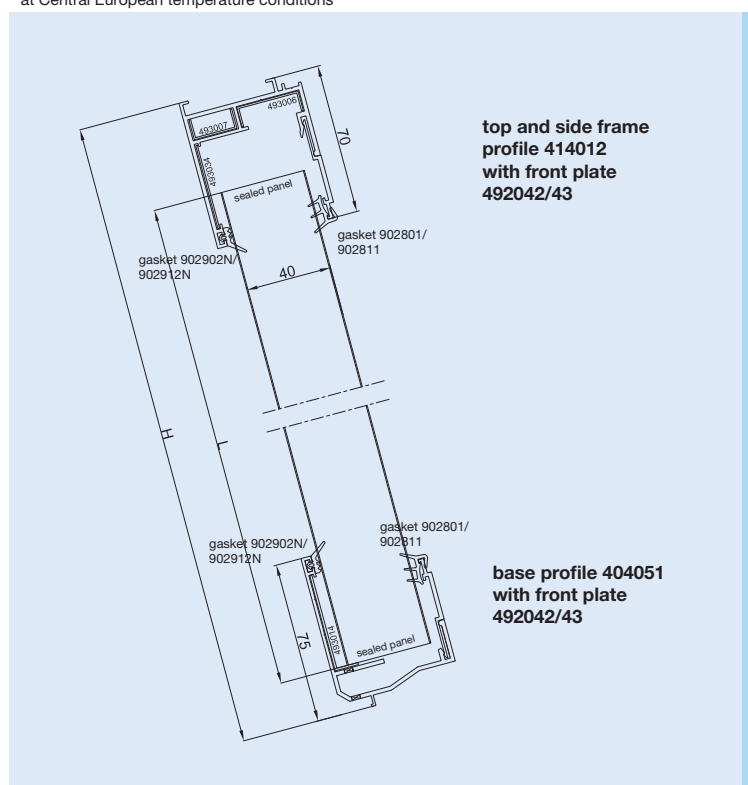 at Central European temperature conditions
493006
493007
70
top and side frame
profile 414012
with front plate
492042/43
493034
sealed panel
gasket 902801/
902811
gasket 902902N/
902912N
40
H
L
gasket 902801/
902811
gasket 902902N/
902912N
base profile 404051
with front plate
492042/43
75
493014
sealed panel